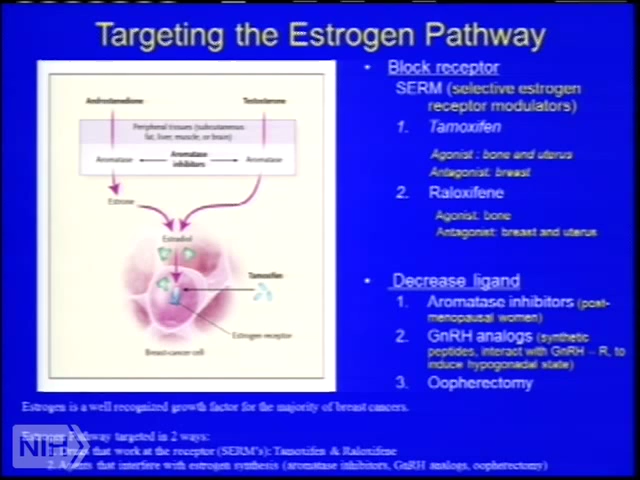 Targeting the Estrogen Pathway
Androstenedione
Testosterone
Peripheral tissues (subcutaneous
fat, liver, muscle, or brain)
Aromatase
Aromatase
inhibitors
Aromatase
Estrone
Estradiol
Tamoxifen
Estrogen receptor
Breast-cancer cell
• Block receptor
SERM (selective estrogen
receptor modulators)
1. Tamoxifen
Agonist : bone and uterus
Antagonist: breast
2. Raloxifene
Agonist: bone
Antagonist: breast and uterus
• Decrease ligand
1. Aromatase inhibitors (post-
menopausal women)
2. GnRH analogs (synthetic
peptides, interact with GnRH – R, to
induce hypogonadal state)
3. Oopherectomy
Estrogen is a well recognized growth factor for the majority of breast cancers.
Estrogen Pathway targeted in 2 ways:
1. Drugs that work at the receptor (SERM's): Tamoxifen & Raloxifene
2. Agents that interfere with estrogen synthesis (aromatase inhibitors, GnRH analogs, oopherectomy)
NIH